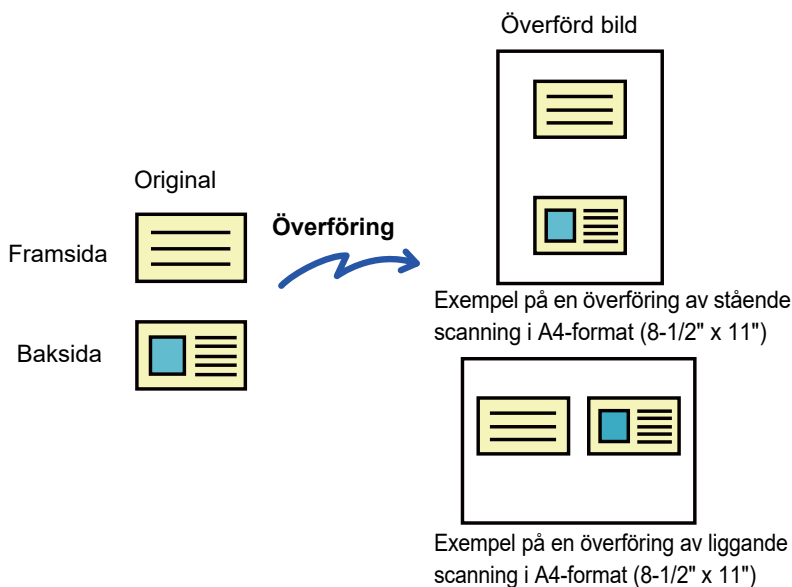 Överförd bild
Original
Framsida
Överföring
Baksida
Exempel på en överföring av stående
scanning i A4-format (8-1/2" x 11")
Exempel på en överföring av liggande
scanning i A4-format (8-1/2" x 11")